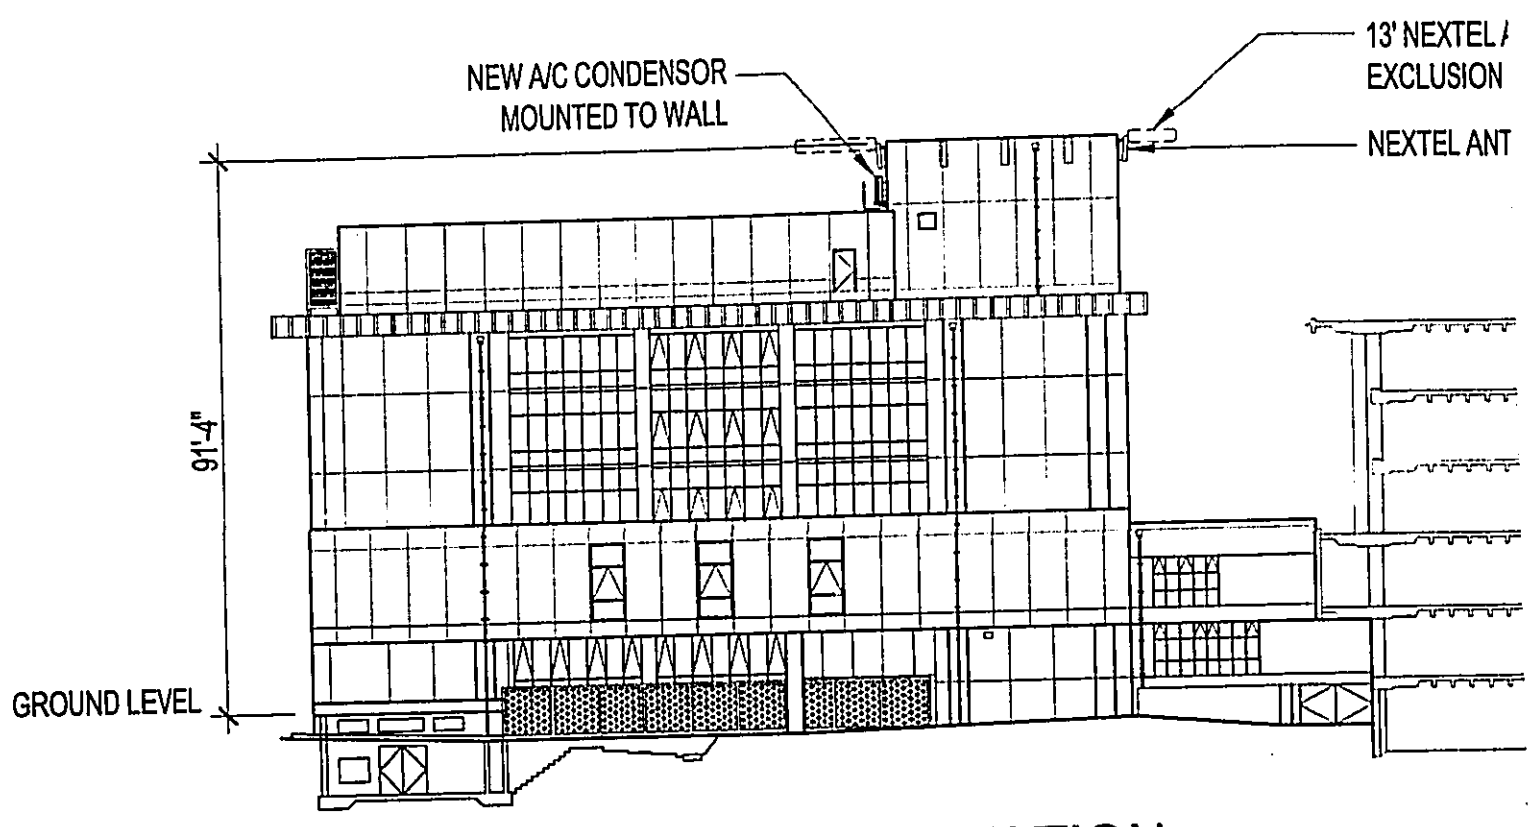 13' NEXTEL
EXCLUSION
NEW A/C CONDENSOR
MOUNTED TO WALL
NEXTEL ANT
91'-4"
GROUND LEVEL